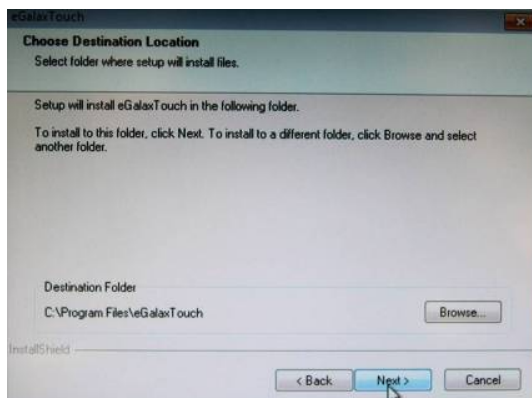 eGalaxTouch
Choose Destination Location
Select folder where setup will install files.
Setup will install eGalaxTouch in the following folder.
To install to this folder, click Next. To install to a different folder, click Browse and select
another folder.
Destination Folder
C:\Program Files\eGalaxTouch
Browse...
InstallShield
< Back
Next >
Cancel